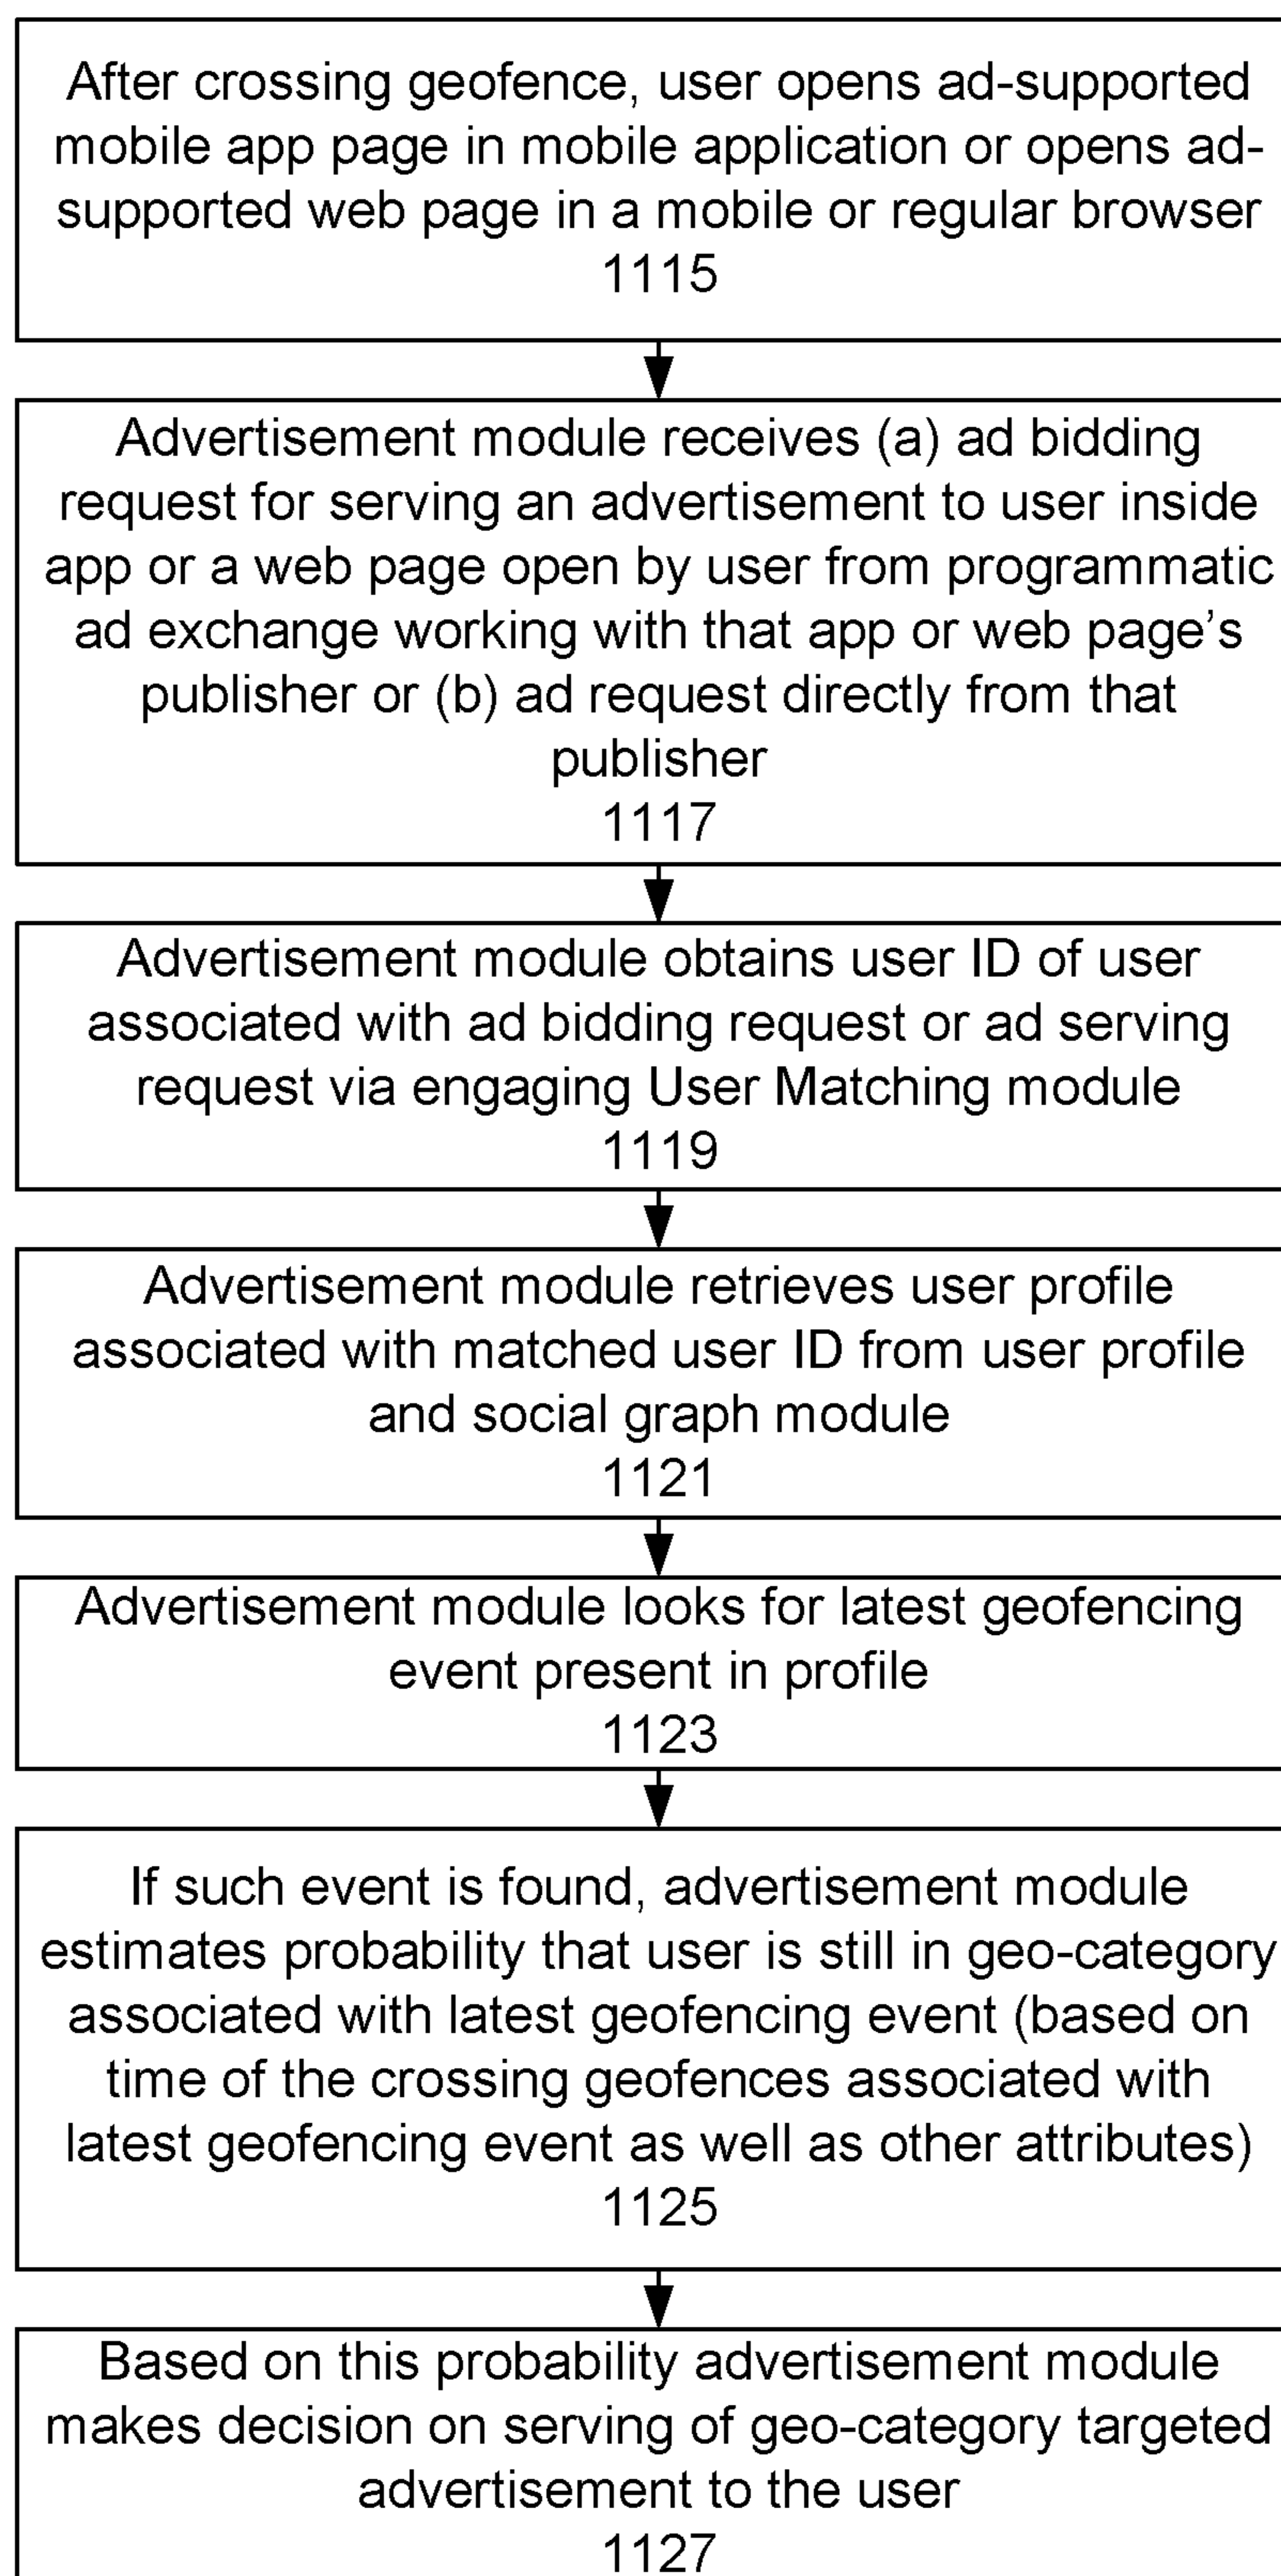 After crossing geofence, user opens ad-supported
mobile app page in mobile application or opens ad-
supported web page in a mobile or regular browser
1115
Advertisement module receives (a) ad bidding
request for serving an advertisement to user inside
app or a web page open by user from programmatic
ad exchange working with that app or web page’s
publisher or (b) ad request directly from that
publisher
1117
Advertisement module obtains user ID of user
associated with ad bidding request or ad serving
request via engaging User Matching module
1119
Advertisement module retrieves user profile
associated with matched user ID from user profile
and social graph module
1121
Advertisement module looks for latest geofencing
event present in profile
1123
If such event is found, advertisement module
estimates probability that user is still in geo-category
associated with latest geofencing event (based on
time of the crossing geofences associated with
latest geofencing event as well as other attributes)
1125
Based on this probability advertisement module
makes decision on serving of geo-category targeted
advertisement to the user
1127